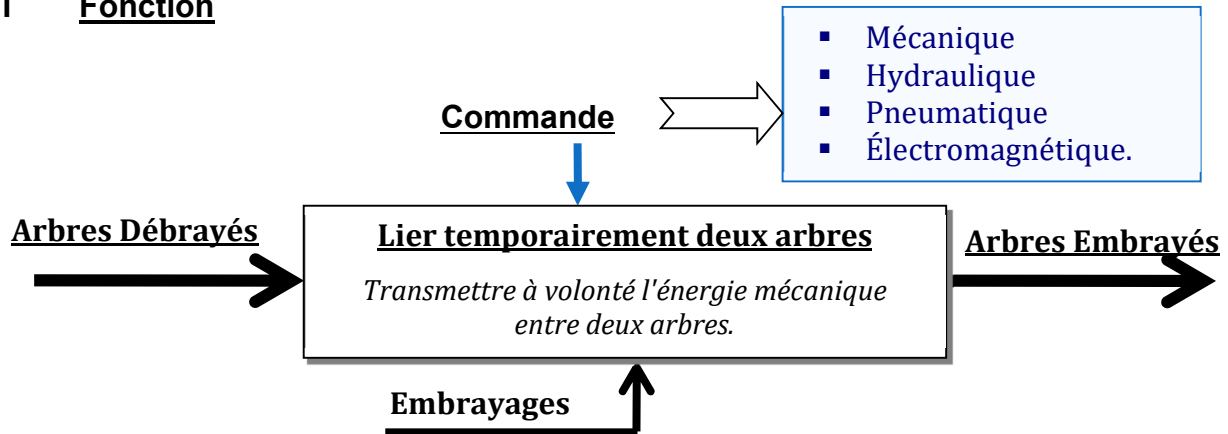 1 Fonction
▪ Mécanique
▪ Hydraulique
▪ Pneumatique
▪ Électromagnétique.
Commande
Arbres Débrayés
Lier temporairement deux arbres
Transmettre à volonté l'énergie mécanique
entre deux arbres.
Arbres Embrayés
Embrayages